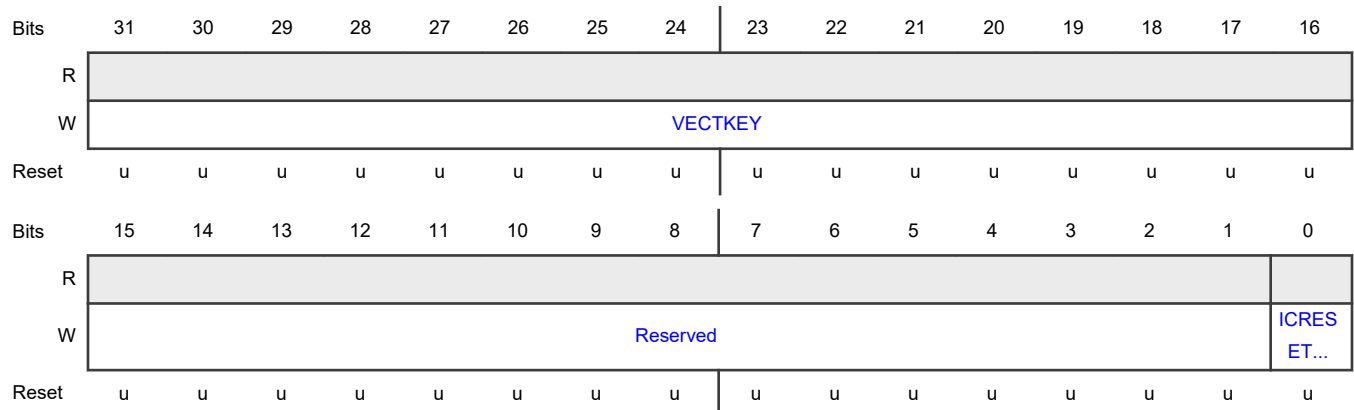 Bits 31 30 29 28 27 26 25 24 23 22 21 20 19 18 17 16
R
W VECTKEY
Reset u u u u u u u u u u u u u u u u
Bits 15 14 13 12 11 10 9 8 7 6 5 4 3 2 1 0
R
W Reserved ICRES
ET...
Reset u u u u u u u u u u u u u u u u